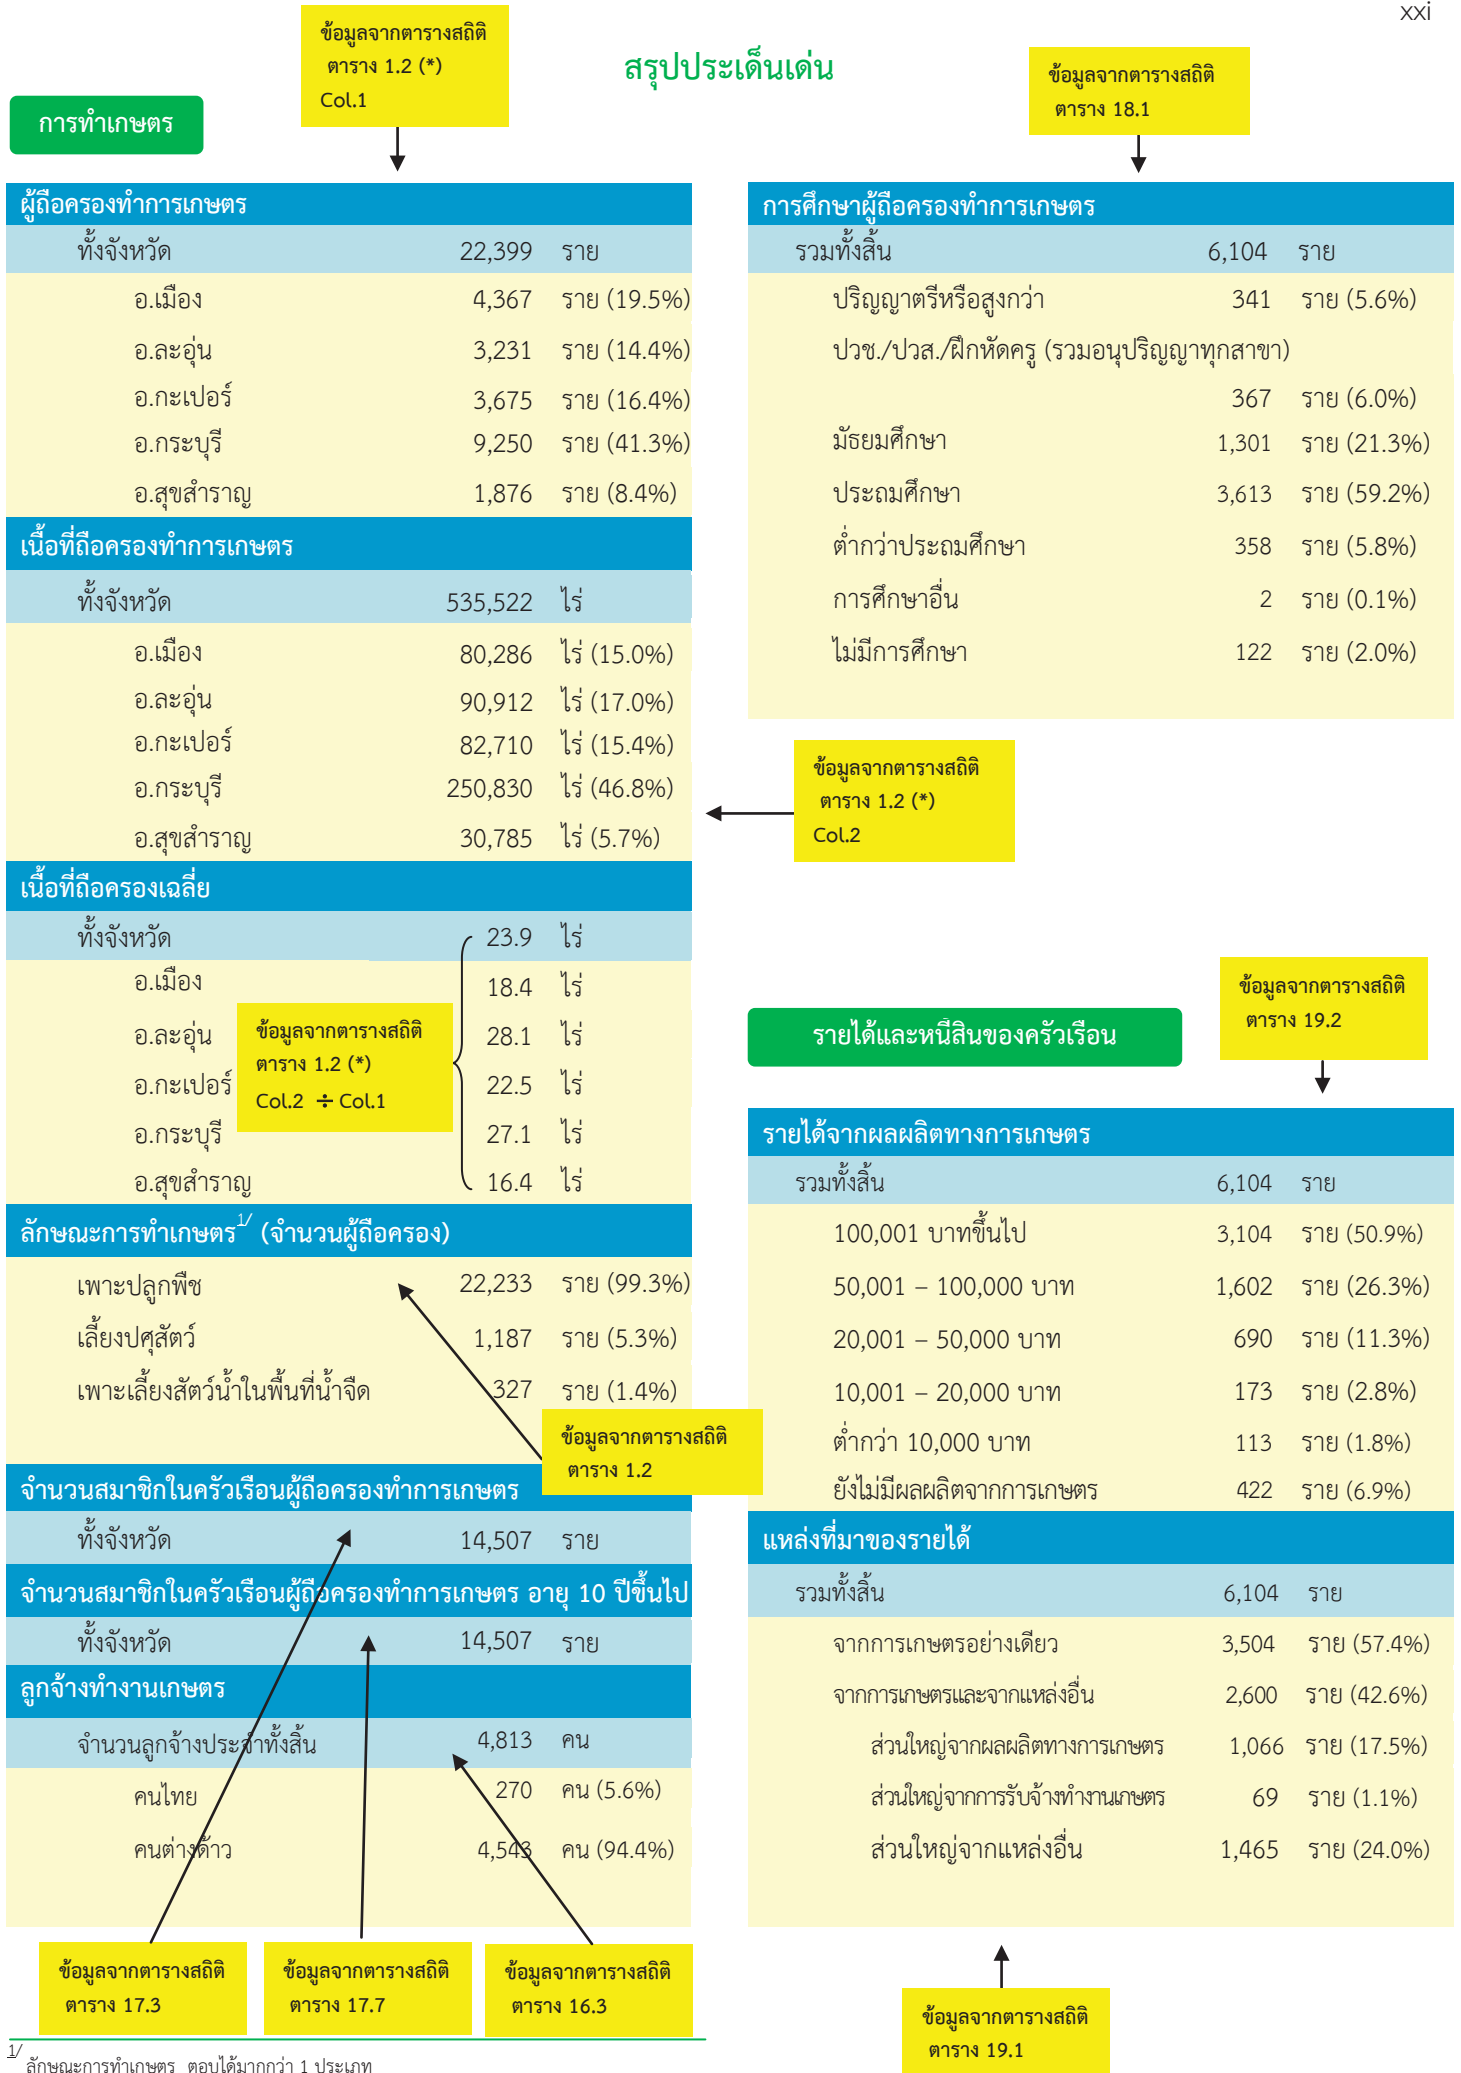 xxi
สรุปประเด็นเด่น
ข้อมูลจากตารางสถิติ
ตาราง 1.2 (*)
Col.1
การทำเกษตร
ผู้ถือครองทำการเกษตร
ทั้งจังหวัด 22,399 ราย
อ.เมือง 4,367 ราย (19.5%)
อ.ละอุ่น 3,231 ราย (14.4%)
อ.กะเปอร์ 3,675 ราย (16.4%)
อ.กระบุรี 9,250 ราย (41.3%)
อ.สุขสำราญ 1,876 ราย (8.4%)
เนื้อที่ถือครองทำการเกษตร
ทั้งจังหวัด 535,522 ไร่
อ.เมือง 80,286 ไร่ (15.0%)
อ.ละอุ่น 90,912 ไร่ (17.0%)
อ.กะเปอร์ 82,710 ไร่ (15.4%)
อ.กระบุรี 250,830 ไร่ (46.8%)
อ.สุขสำราญ 30,785 ไร่ (5.7%)
ข้อมูลจากตารางสถิติ
ตาราง 1.2 (*)
Col.2
เนื้อที่ถือครองเฉลี่ย
ทั้งจังหวัด 23.9 ไร่
อ.เมือง 18.4 ไร่
อ.ละอุ่น 28.1 ไร่
อ.กะเปอร์ 22.5 ไร่
อ.กระบุรี 27.1 ไร่
อ.สุขสำราญ 16.4 ไร่
ข้อมูลจากตารางสถิติ
ตาราง 1.2 (*)
Col.2 ÷ Col.1
ลักษณะการทำเกษตร1/ (จำนวนผู้ถือครอง)
เพาะปลูกพืช 22,233 ราย (99.3%)
เลี้ยงปศุสัตว์ 1,187 ราย (5.3%)
เพาะเลี้ยงสัตว์น้ำในพื้นที่น้ำจืด 327 ราย (1.4%)
ข้อมูลจากตารางสถิติ
ตาราง 1.2
จำนวนสมาชิกในครัวเรือนผู้ถือครองทำการเกษตร
ทั้งจังหวัด 14,507 ราย
จำนวนสมาชิกในครัวเรือนผู้ถือครองทำการเกษตร อายุ 10 ปีขึ้นไป
ทั้งจังหวัด 14,507 ราย
ลูกจ้างทำงานเกษตร
จำนวนลูกจ้างประจำทั้งสิ้น 4,813 คน
คนไทย 270 คน (5.6%)
คนต่างด้าว 4,543 คน (94.4%)
ข้อมูลจากตารางสถิติ
ตาราง 17.3
ข้อมูลจากตารางสถิติ
ตาราง 17.7
ข้อมูลจากตารางสถิติ
ตาราง 16.3
1/ ลักษณะการทำเกษตร ตอบได้มากกว่า 1 ประเภท
ข้อมูลจากตารางสถิติ
ตาราง 18.1
การศึกษาผู้ถือครองทำการเกษตร
รวมทั้งสิ้น 6,104 ราย
ปริญญาตรีหรือสูงกว่า 341 ราย (5.6%)
ปวช./ปวส./ฝึกหัดครู (รวมอนุปริญญาทุกสาขา)
367 ราย (6.0%)
มัธยมศึกษา 1,301 ราย (21.3%)
ประถมศึกษา 3,613 ราย (59.2%)
ต่ำกว่าประถมศึกษา 358 ราย (5.8%)
การศึกษาอื่น 2 ราย (0.1%)
ไม่มีการศึกษา 122 ราย (2.0%)
รายได้และหนี้สินของครัวเรือน
ข้อมูลจากตารางสถิติ
ตาราง 19.2
รายได้จากผลผลิตทางการเกษตร
รวมทั้งสิ้น 6,104 ราย
100,001 บาทขึ้นไป 3,104 ราย (50.9%)
50,001 – 100,000 บาท 1,602 ราย (26.3%)
20,001 – 50,000 บาท 690 ราย (11.3%)
10,001 – 20,000 บาท 173 ราย (2.8%)
ต่ำกว่า 10,000 บาท 113 ราย (1.8%)
ยังไม่มีผลผลิตจากการเกษตร 422 ราย (6.9%)
แหล่งที่มาของรายได้
รวมทั้งสิ้น 6,104 ราย
จากการเกษตรอย่างเดียว 3,504 ราย (57.4%)
จากการเกษตรและจากแหล่งอื่น 2,600 ราย (42.6%)
ส่วนใหญ่จากผลผลิตทางการเกษตร 1,066 ราย (17.5%)
ส่วนใหญ่จากการรับจ้างทำงานเกษตร 69 ราย (1.1%)
ส่วนใหญ่จากแหล่งอื่น 1,465 ราย (24.0%)
ข้อมูลจากตารางสถิติ
ตาราง 19.1